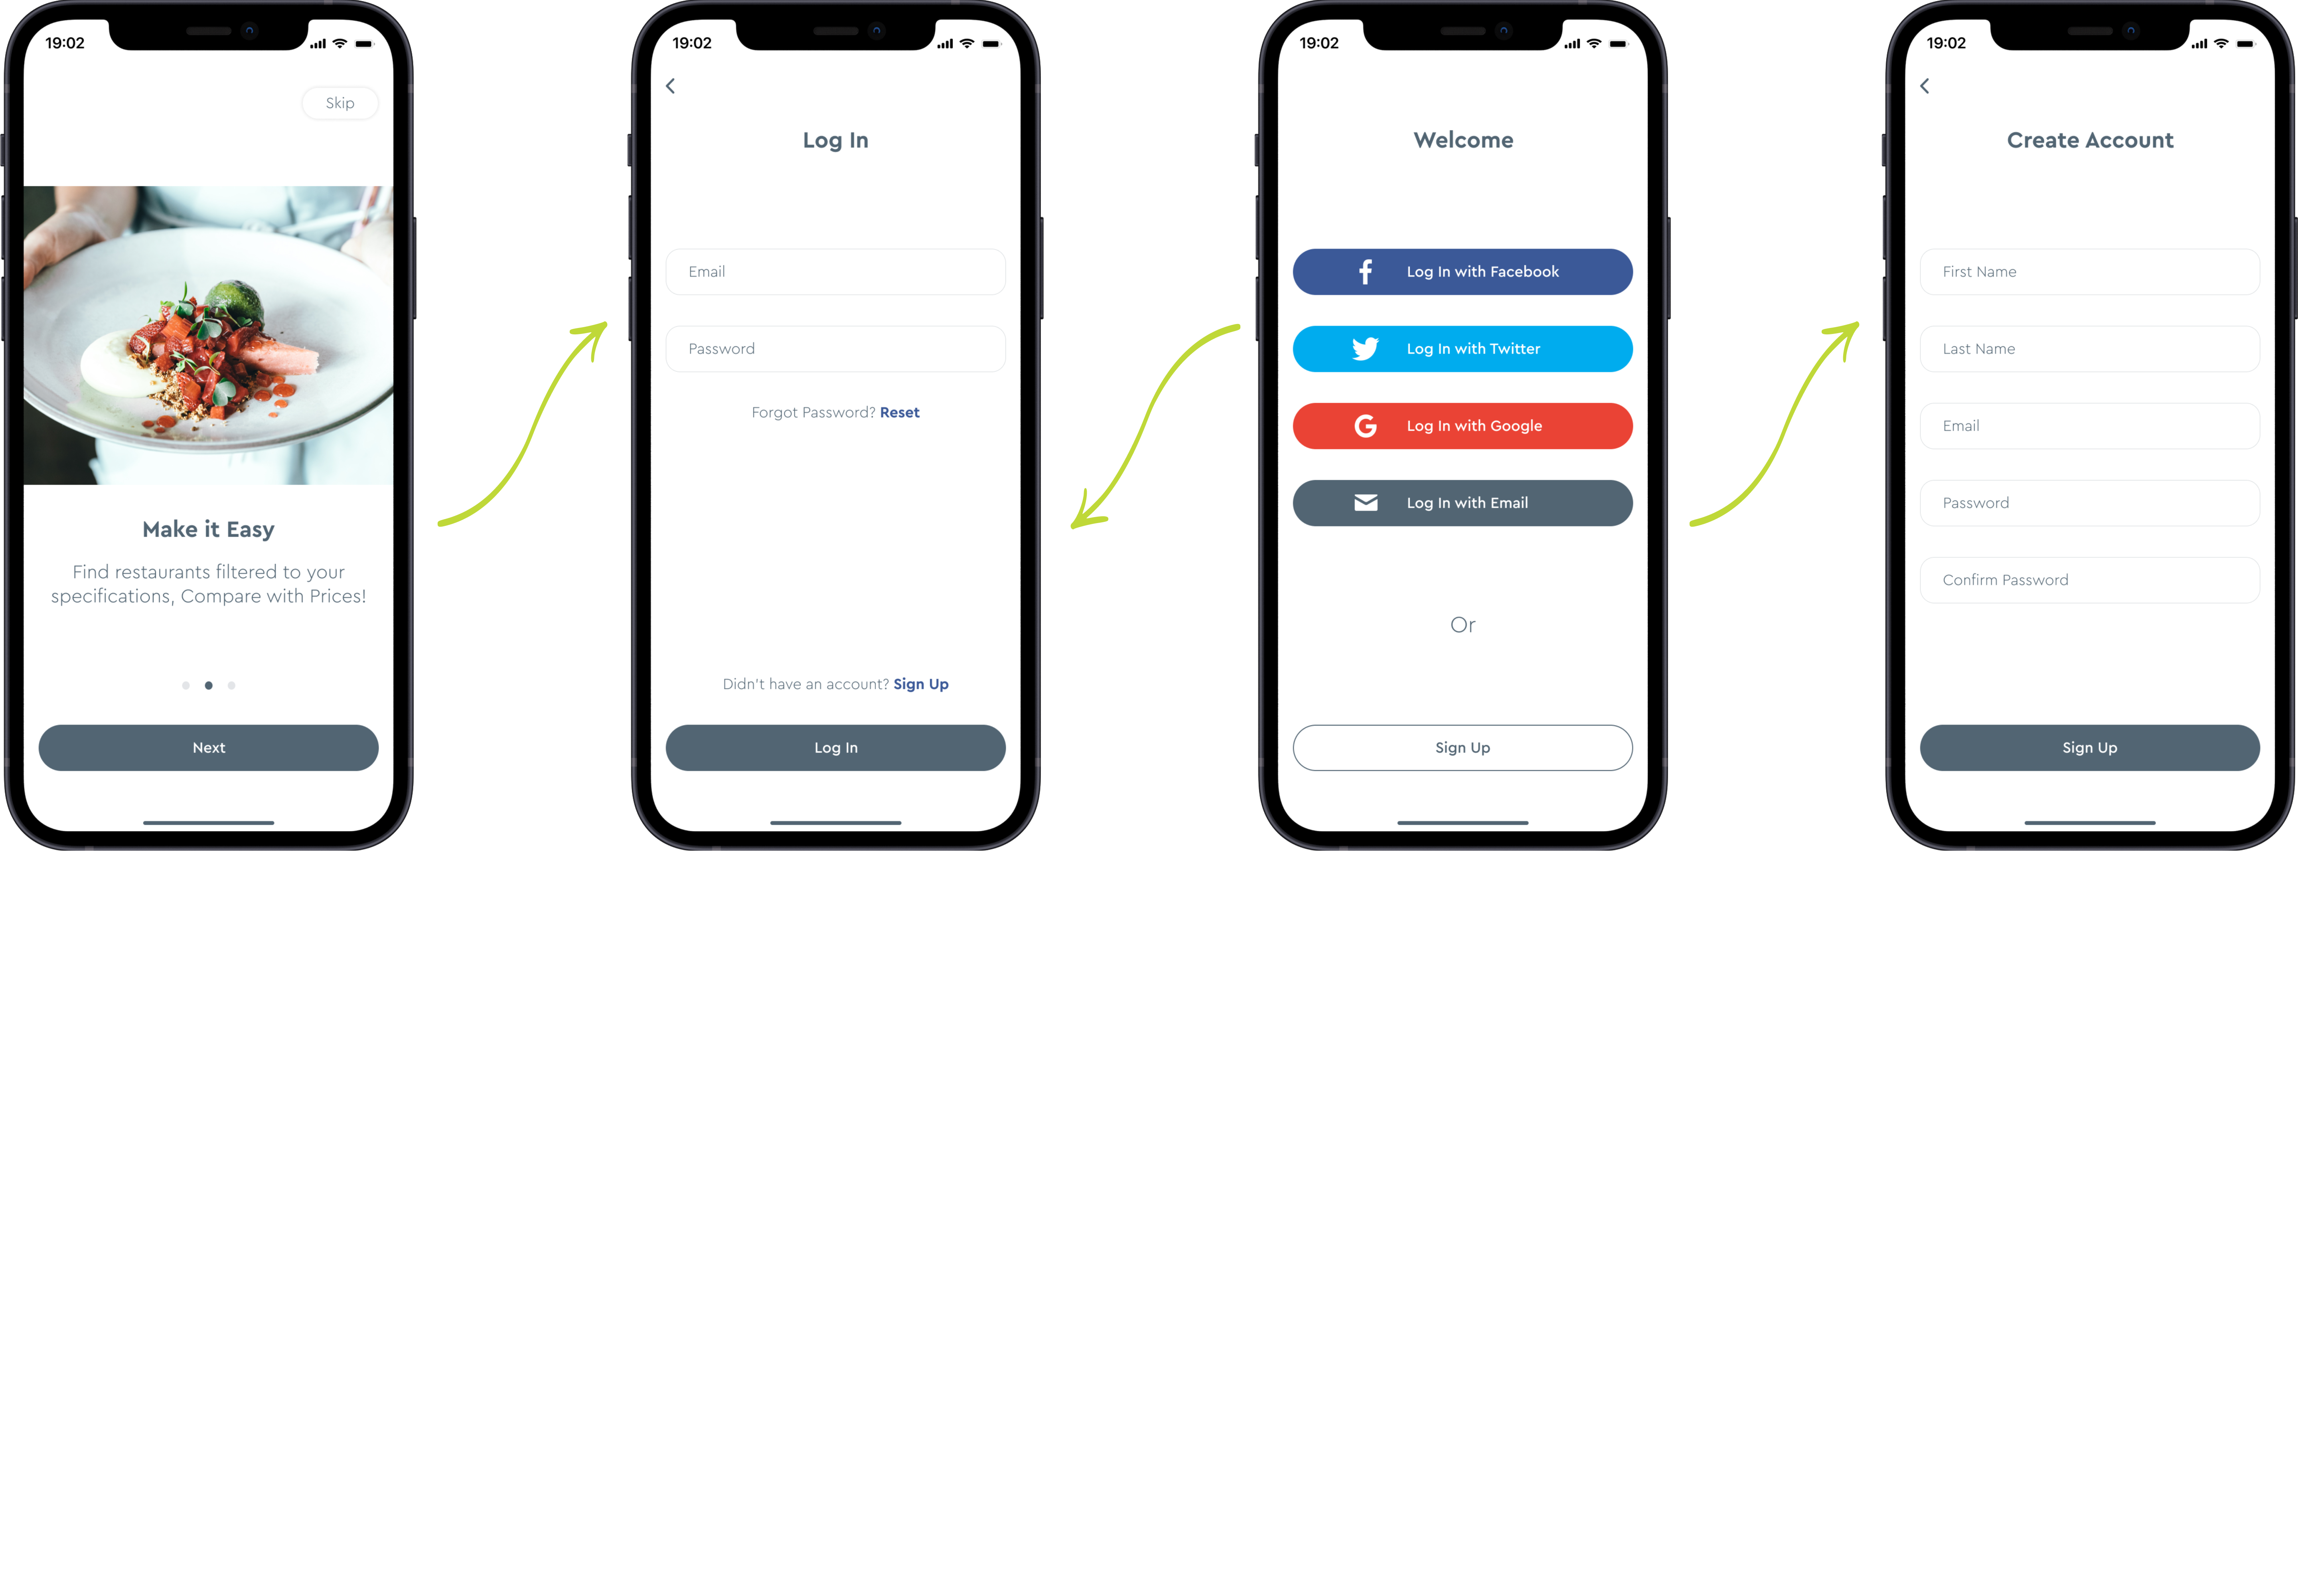 19:02
Skip
Make it Easy
Find restaurants filtered to your
specifications, Compare with Prices!
Next
19:02
Log In
Email
Password
Forgot Password? Reset
Didn't have an account? Sign Up
Log In
19:02
Welcome
Log In with Facebook
Log In with Twitter
Log In with Google
Log In with Email
Or
Sign Up
19:02
Create Account
First Name
Last Name
Email
Password
Confirm Password
Sign Up